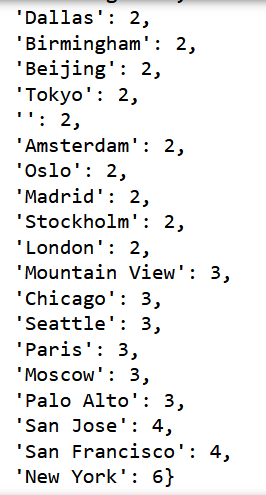 'Dallas': 2,
'Birmingham': 2,
'Beijing': 2,
'Tokyo': 2,
'': 2,
'Amsterdam': 2,
'Oslo': 2,
'Madrid': 2,
'Stockholm': 2,
'London': 2,
'Mountain View': 3,
'Chicago': 3,
'Seattle': 3,
'Paris': 3,
'Moscow': 3,
'Palo Alto': 3,
'San Jose': 4,
'San Francisco': 4,
'New York': 6}